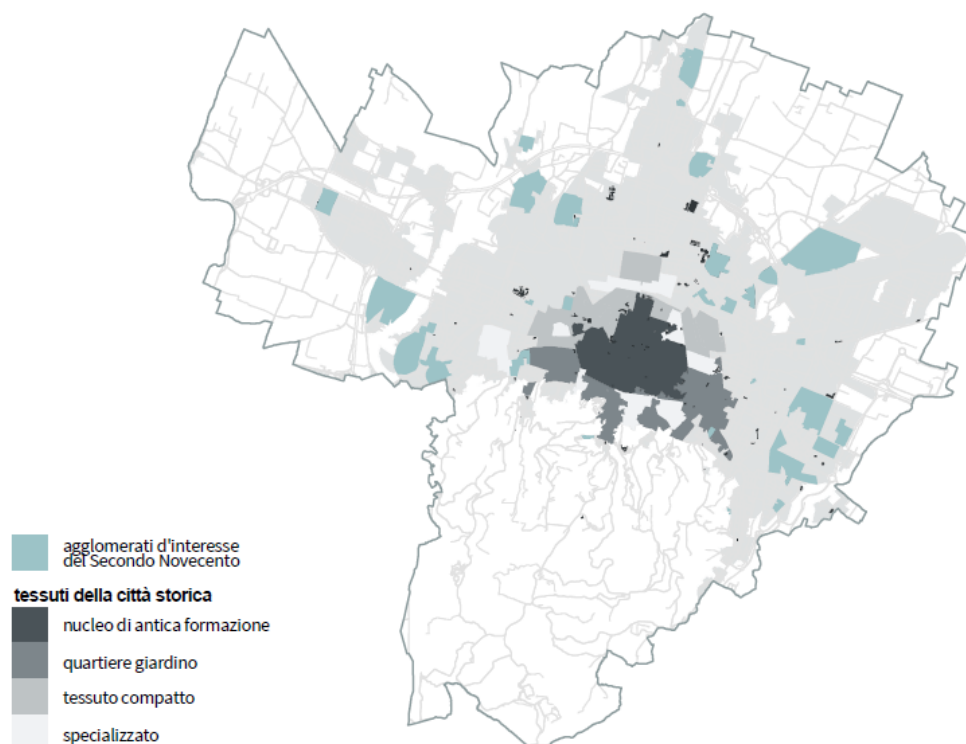 agglomerati d'interesse
del Secondo Novecento
tessuti della città storica
nucleo di antica formazione
quartiere giardino
tessuto compatto
specializzato